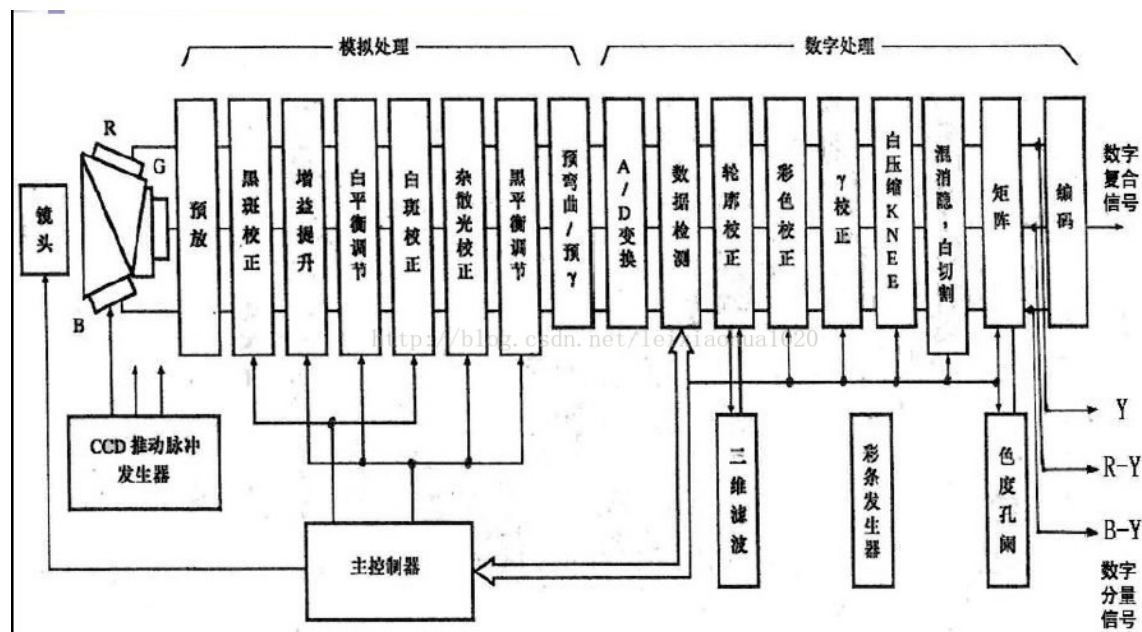 模拟处理
数字处理
R
G
B
镜头
预放
黑斑校正
增益提升
白平衡调节
白斑校正
杂散光校正
黑平衡调节
预弯曲/预γ
A/D变换
数据检测
轮廓校正
彩色校正
γ校正
白压缩KNEE
混消隐，白切割
矩阵
编码
数字
复合
信号
http://blog.csdn.net/leixiaohua1020
CCD推动脉冲
发生器
主控制器
三维滤波
彩条发生器
色度孔阑
Y
R-Y
B-Y
数字
分量
信号